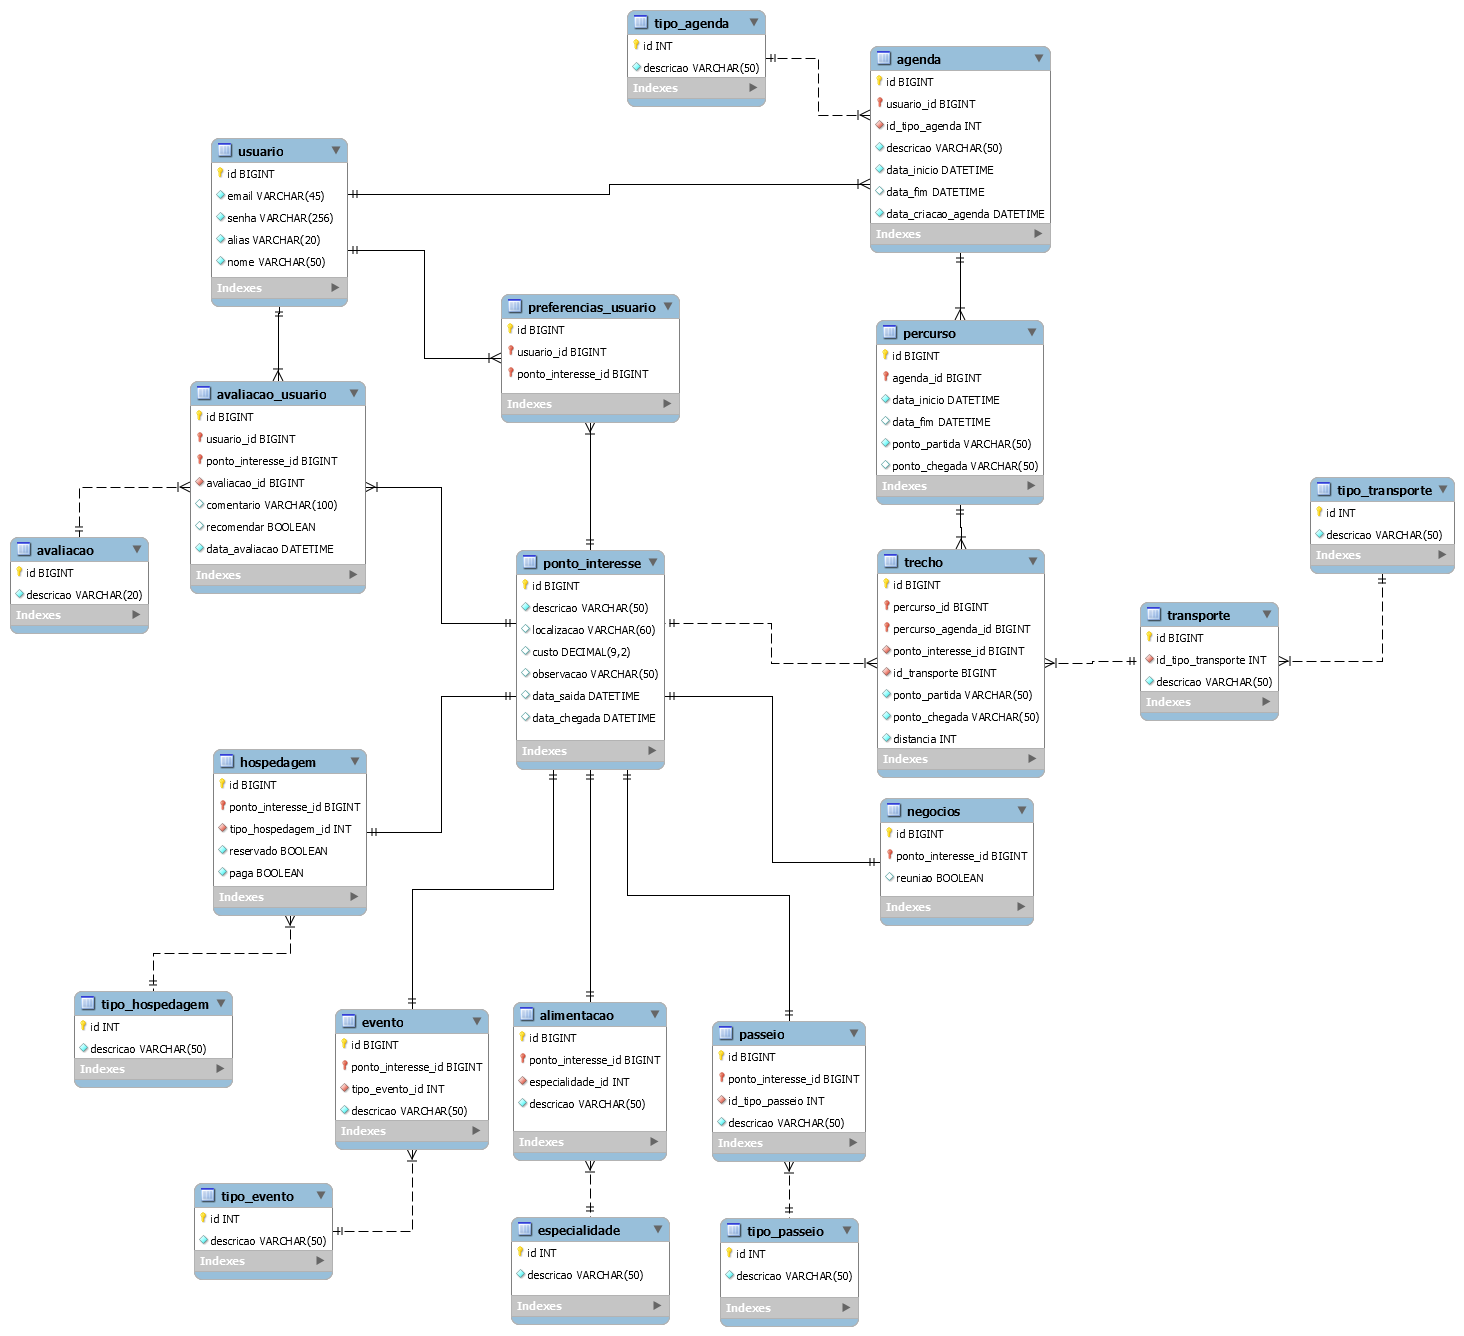 tipo_agenda
id INT
descricao VARCHAR(50)
Indexes
agenda
id BIGINT
usuario_id BIGINT
id_tipo_agenda INT
descricao VARCHAR(50)
data_inicio DATETIME
data_fim DATETIME
data_criacao_agenda DATETIME
Indexes
usuario
id BIGINT
email VARCHAR(45)
senha VARCHAR(256)
alias VARCHAR(20)
nome VARCHAR(50)
Indexes
preferencias_usuario
id BIGINT
usuario_id BIGINT
ponto_interesse_id BIGINT
Indexes
percurso
id BIGINT
agenda_id BIGINT
data_inicio DATETIME
data_fim DATETIME
ponto_partida VARCHAR(50)
ponto_chegada VARCHAR(50)
Indexes
avaliacao_usuario
id BIGINT
usuario_id BIGINT
ponto_interesse_id BIGINT
avaliacao_id BIGINT
comentario VARCHAR(100)
recomendar BOOLEAN
data_avaliacao DATETIME
Indexes
tipo_transporte
id INT
descricao VARCHAR(50)
Indexes
avaliacao
id BIGINT
descricao VARCHAR(20)
Indexes
ponto_interesse
id BIGINT
descricao VARCHAR(50)
localizacao VARCHAR(60)
custo DECIMAL(9,2)
observacao VARCHAR(50)
data_saida DATETIME
data_chegada DATETIME
Indexes
trecho
id BIGINT
percurso_id BIGINT
percurso_agenda_id BIGINT
ponto_interesse_id BIGINT
id_transporte BIGINT
ponto_partida VARCHAR(50)
ponto_chegada VARCHAR(50)
distancia INT
Indexes
transporte
id BIGINT
id_tipo_transporte INT
descricao VARCHAR(50)
Indexes
hospedagem
id BIGINT
ponto_interesse_id BIGINT
tipo_hospedagem_id INT
reservado BOOLEAN
paga BOOLEAN
Indexes
negocios
id BIGINT
ponto_interesse_id BIGINT
reuniao BOOLEAN
Indexes
tipo_hospedagem
id INT
descricao VARCHAR(50)
Indexes
evento
id BIGINT
ponto_interesse_id BIGINT
tipo_evento_id INT
descricao VARCHAR(50)
Indexes
alimentacao
id BIGINT
ponto_interesse_id BIGINT
especialidade_id INT
descricao VARCHAR(50)
Indexes
passeio
id BIGINT
ponto_interesse_id BIGINT
id_tipo_passeio INT
descricao VARCHAR(50)
Indexes
tipo_evento
id INT
descricao VARCHAR(50)
Indexes
especialidade
id INT
descricao VARCHAR(50)
Indexes
tipo_passeio
id INT
descricao VARCHAR(50)
Indexes